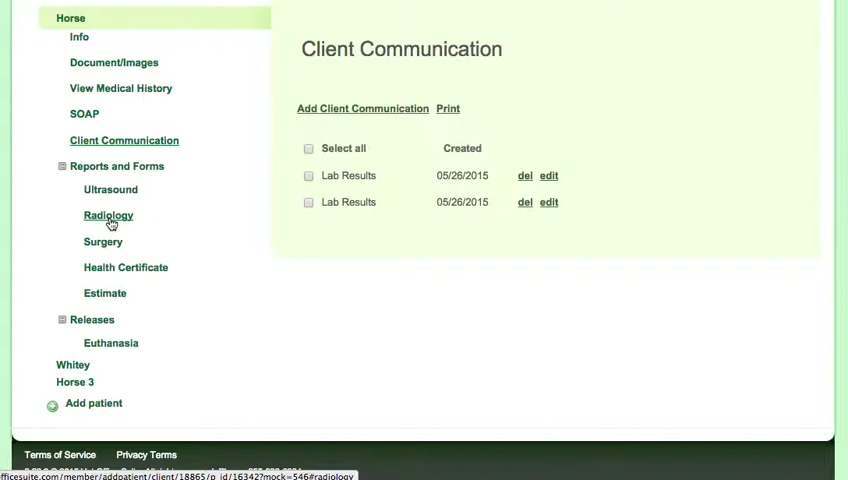 Horse
Info
Document/Images
View Medical History
SOAP
Client Communication
Reports and Forms
Ultrasound
Radiology
Surgery
Health Certificate
Estimate
Releases
Euthanasia
Whitey
Horse 3
Add patient
Client Communication
Add Client Communication Print
Select all Created
Lab Results 05/26/2015 del edit
Lab Results 05/26/2015 del edit
Terms of Service Privacy Terms
fficesuite.com/member/addpatient/client/18865/p_id/16342?mock=546#radiology